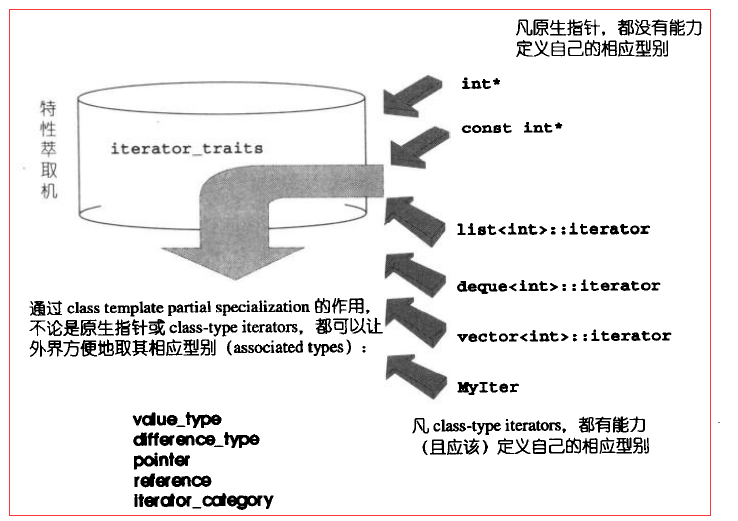 凡原生指针，都没有能力
定义自己的相应型别
int*
const int*
特性萃取机
iterator_traits
list<int>::iterator
deque<int>::iterator
vector<int>::iterator
MyIter
通过 class template partial specialization 的作用，
不论是原生指针或 class-type iterators，都可以让
外界方便地取其相应型别（associated types）：
value_type
difference_type
pointer
reference
iterator_category
凡 class-type iterators，都有能力
（且应该）定义自己的相应型别